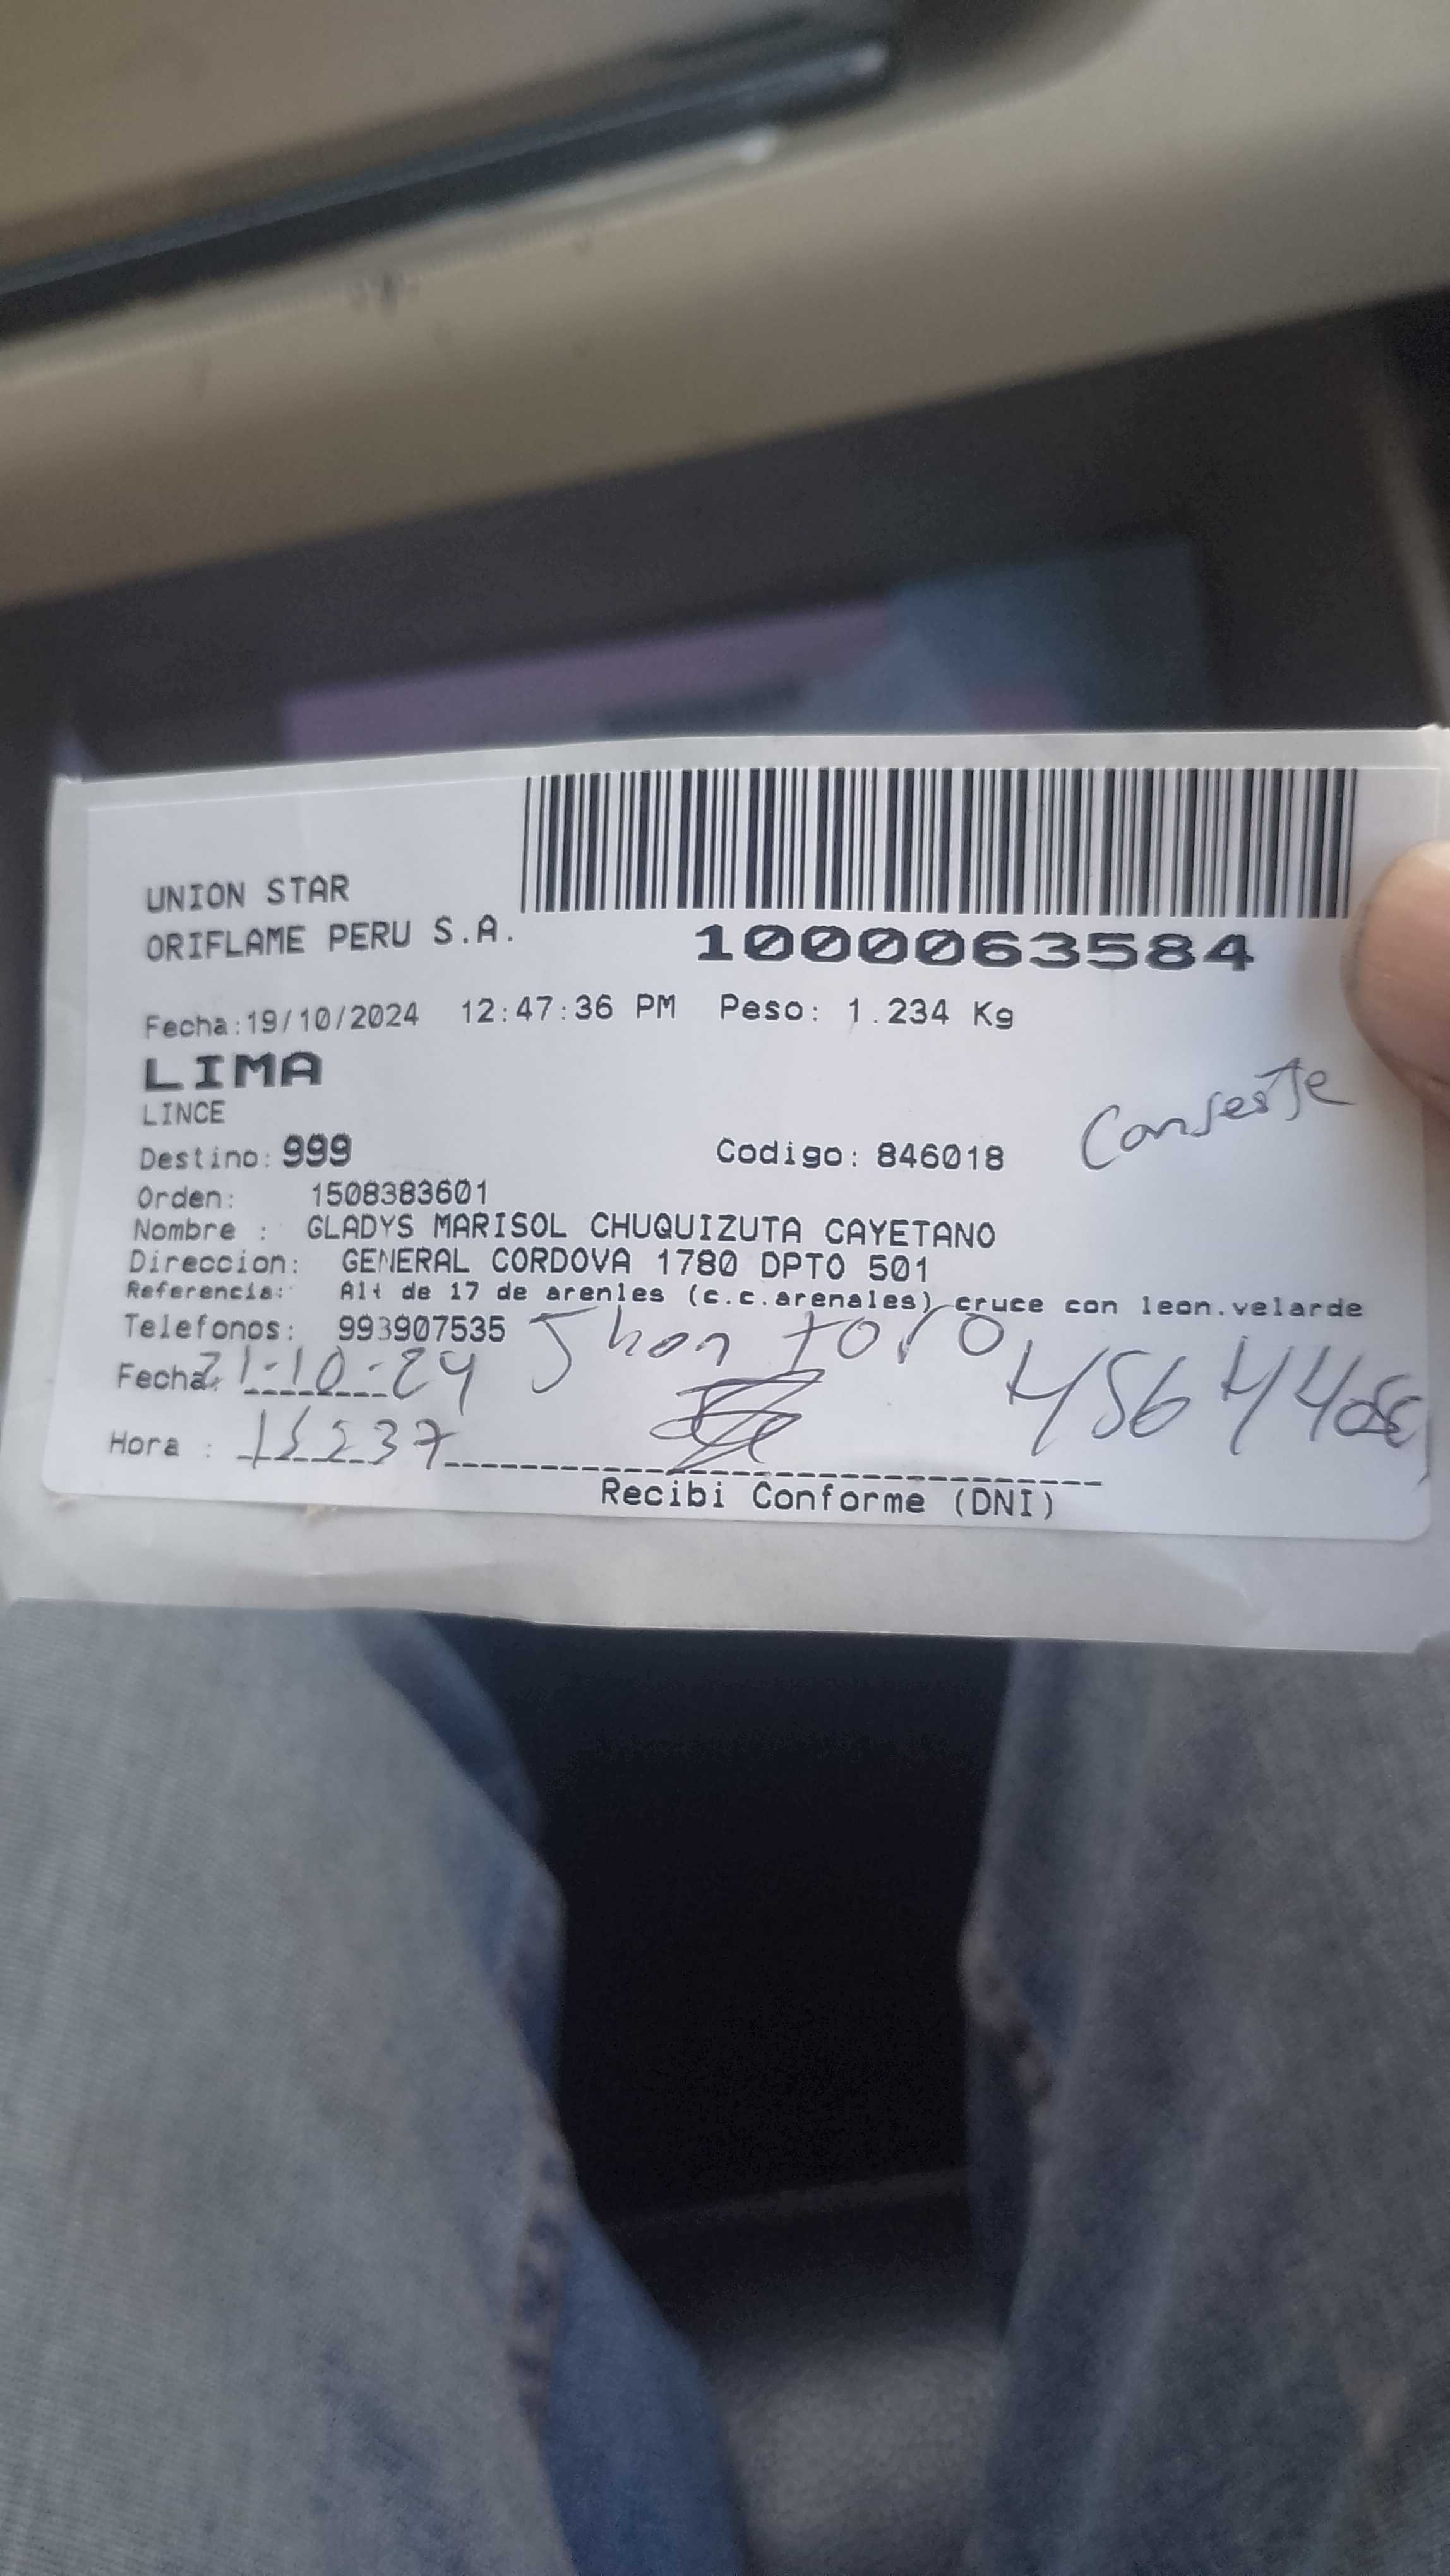 UNION STAR
ORIFLAME PERU S.A.
1000063584
Fecha:19/10/2024 12:47:36 PM Peso: 1.234 Kg
LIMA
LINCE
Destino: 999 Codigo: 846018
Orden: 1508383601
Nombre : GLADYS MARISOL CHUQUIZUTA CAYETANO
Direccion: GENERAL CORDOVA 1780 DPTO 501
Referencia: Alt de 17 de arenles (c.c.arenales) cruce con leon.velarde
Telefonos: 993907535
Jhon toro
Fecha: 21-10-24
Hora :
Recibi Conforme (DNI)